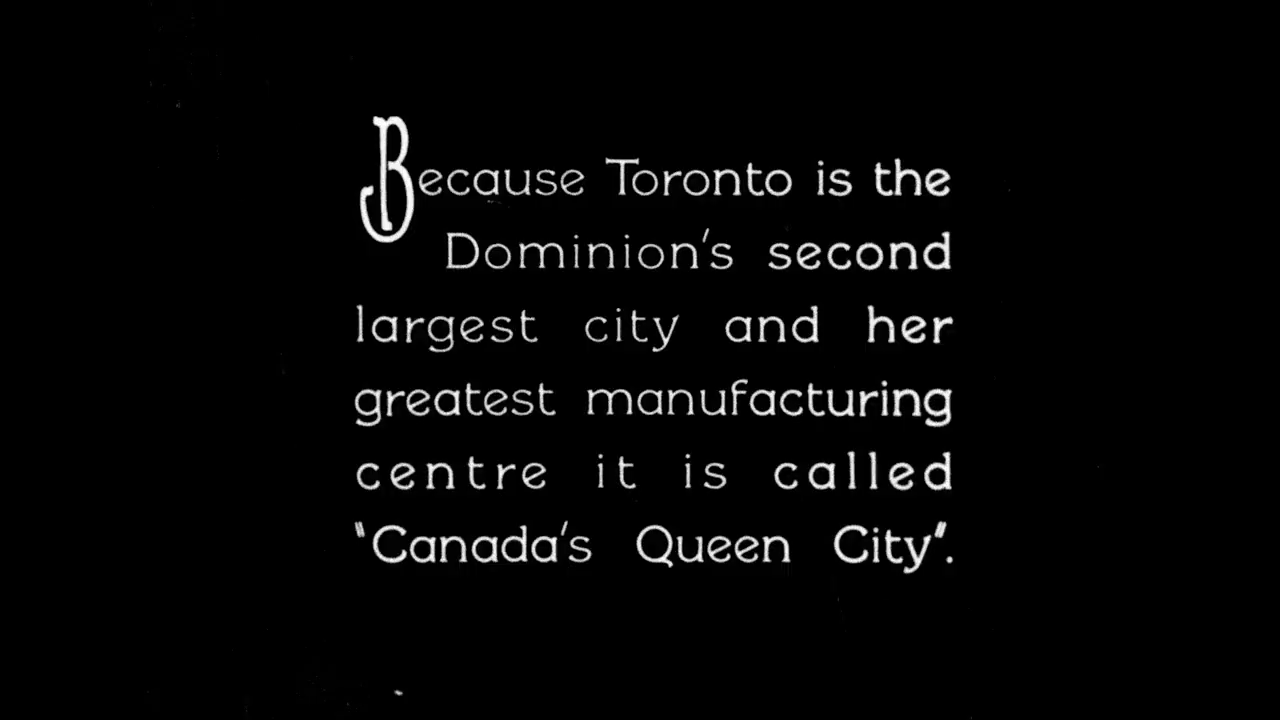 Because Toronto is the
Dominion's second
largest city and her
greatest manufacturing
centre it is called
"Canada's Queen City".